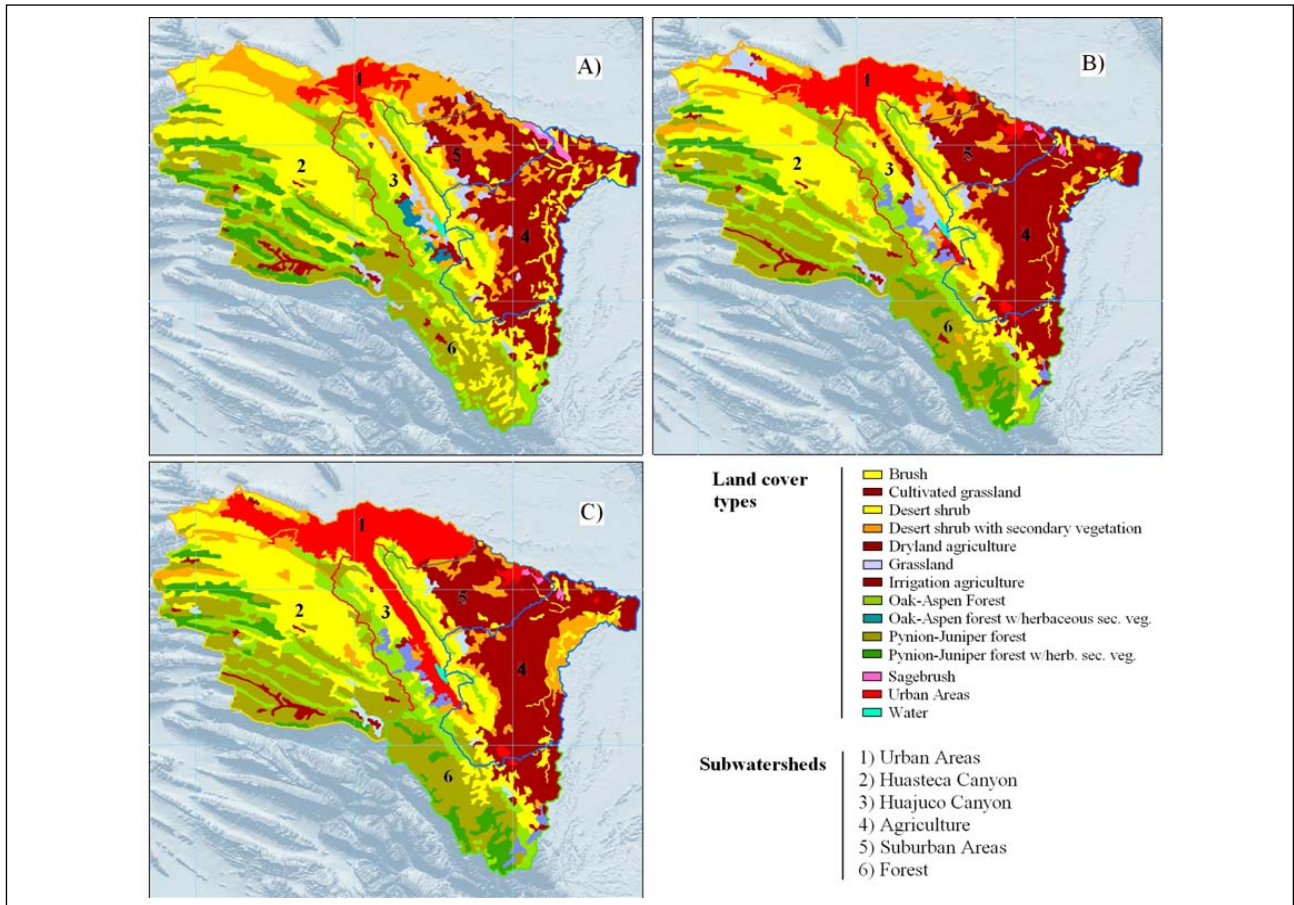 A)
1
2
3
5
4
6
B)
1
2
3
5
4
6
C)
1
2
3
5
4
6
Land cover
types
Brush
Cultivated grassland
Desert shrub
Desert shrub with secondary vegetation
Dryland agriculture
Grassland
Irrigation agriculture
Oak-Aspen Forest
Oak-Aspen forest w/herbaceous sec. veg.
Pynion-Juniper forest
Pynion-Juniper forest w/herb. sec. veg.
Sagebrush
Urban Areas
Water
Subwatersheds
1) Urban Areas
2) Huasteca Canyon
3) Huajuco Canyon
4) Agriculture
5) Suburban Areas
6) Forest